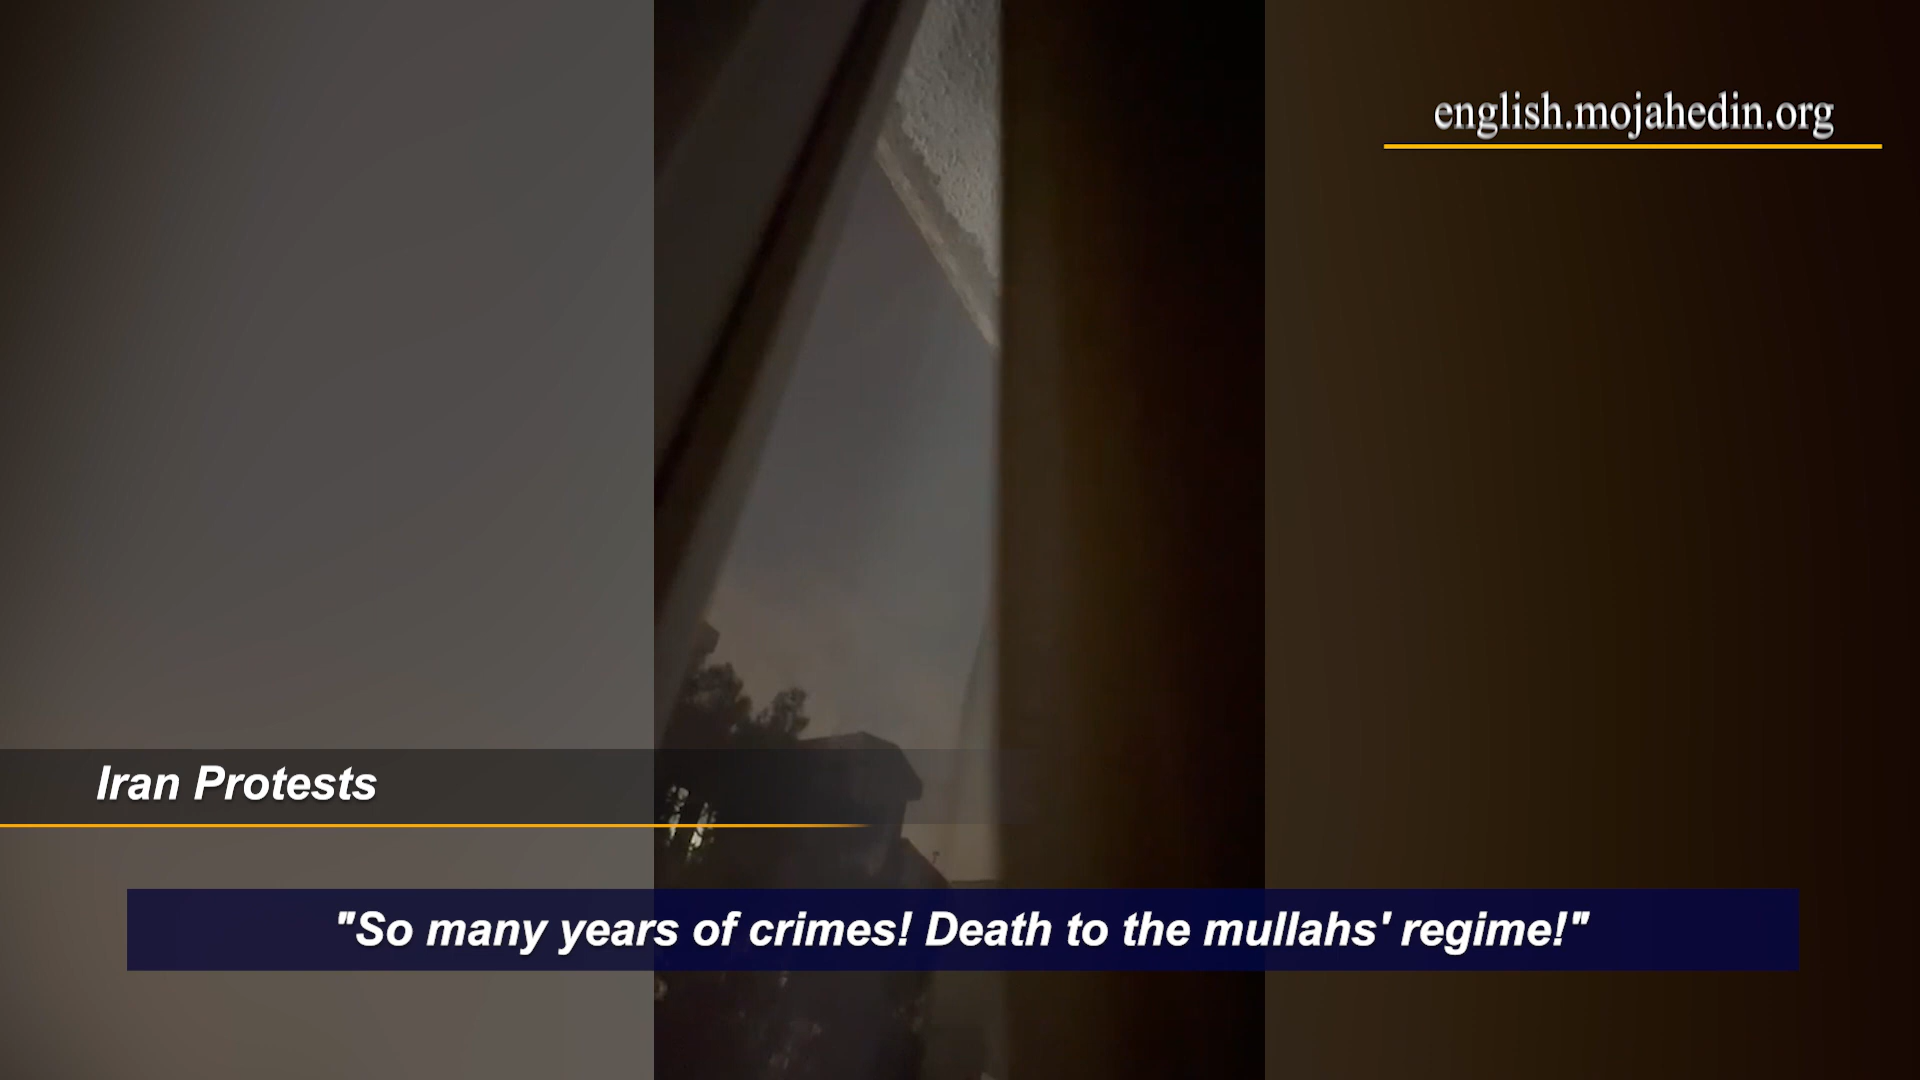 english.mojahedin.org
Iran Protests
"So many years of crimes! Death to the mullahs' regime!"